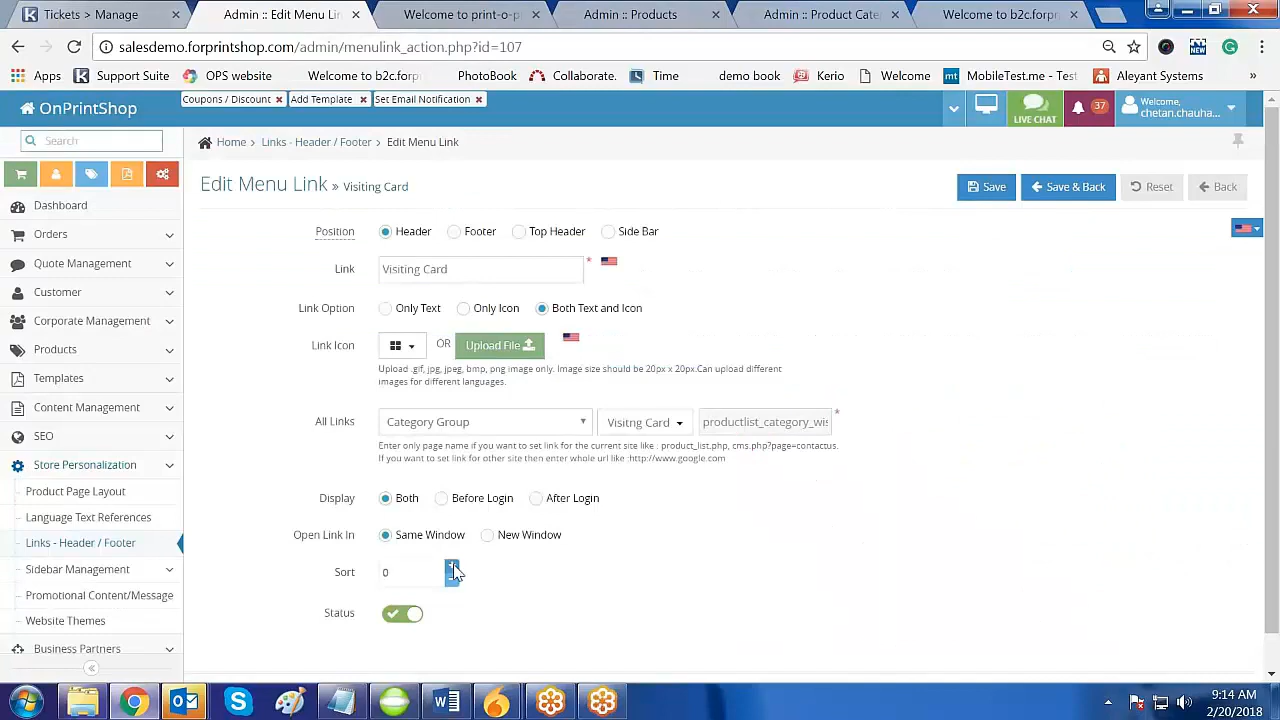 Tickets > Manage
Admin :: Edit Menu Lin
Welcome to
Admin :: Products
Admin :: Product Cate
Welcome to b2c.forpr
salesdemo.forprintshop.com/admin/menulink_action.php?id=107
Apps
Support Suite
OPS website
Welcome to b2c.forp
PhotoBook
Collaborate.
Time
demo book
Kerio
Welcome
MobileTest.me - Test
Aleyant Systems
»
OnPrintShop
Coupons / Discount
Add Template
Set Email Notification
LIVE CHAT
37
Welcome,
chetan.chauha...
Search
Home > Links - Header / Footer > Edit Menu Link
Edit Menu Link » Visiting Card
Save
Save & Back
Reset
Back
Dashboard
Orders
Quote Management
Customer
Corporate Management
Products
Templates
Content Management
SEO
Store Personalization
Product Page Layout
Language Text References
Links - Header / Footer
Sidebar Management
Promotional Content/Message
Website Themes
Business Partners
Position
Header
Footer
Top Header
Side Bar
Link
Visiting Card
*
Link Option
Only Text
Only Icon
Both Text and Icon
Link Icon
OR
Upload File
Upload .gif, jpg, jpeg, bmp, png image only. Image size should be 20px x 20px.Can upload different
images for different languages.
All Links
Category Group
Visitng Card
productlist_category_wis
*
Enter only page name if you want to set link for the current site like : product_list.php, cms.php?page=contactus.
If you want to set link for other site then enter whole url like :http://www.google.com
Display
Both
Before Login
After Login
Open Link In
Same Window
New Window
Sort
0
Status
9:14 AM
2/20/2018